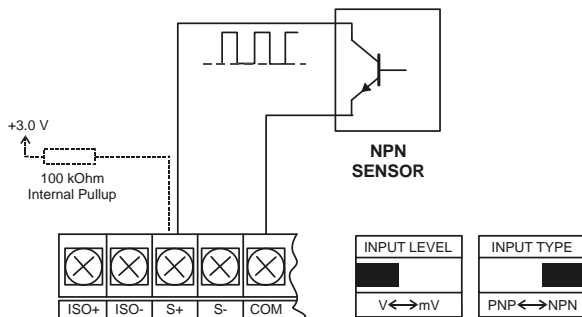 +3.0 V
100 kOhm
Internal Pullup
NPN
SENSOR
INPUT LEVEL
INPUT TYPE
V↔mV
PNP↔NPN
ISO+ ISO- S+ S- COM